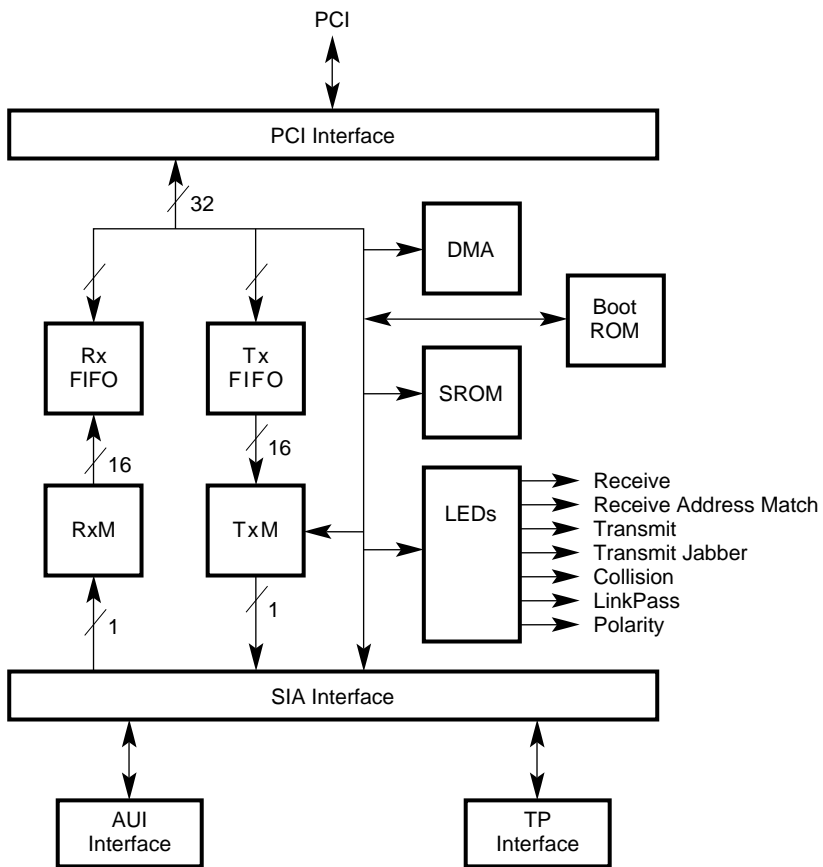 PCI
PCI Interface
32
DMA
Boot
ROM
Rx
FIFO
Tx
FIFO
SROM
16
16
RxM
TxM
LEDs
Receive
Receive Address Match
Transmit
Transmit Jabber
Collision
LinkPass
Polarity
1
1
SIA Interface
AUI
Interface
TP
Interface